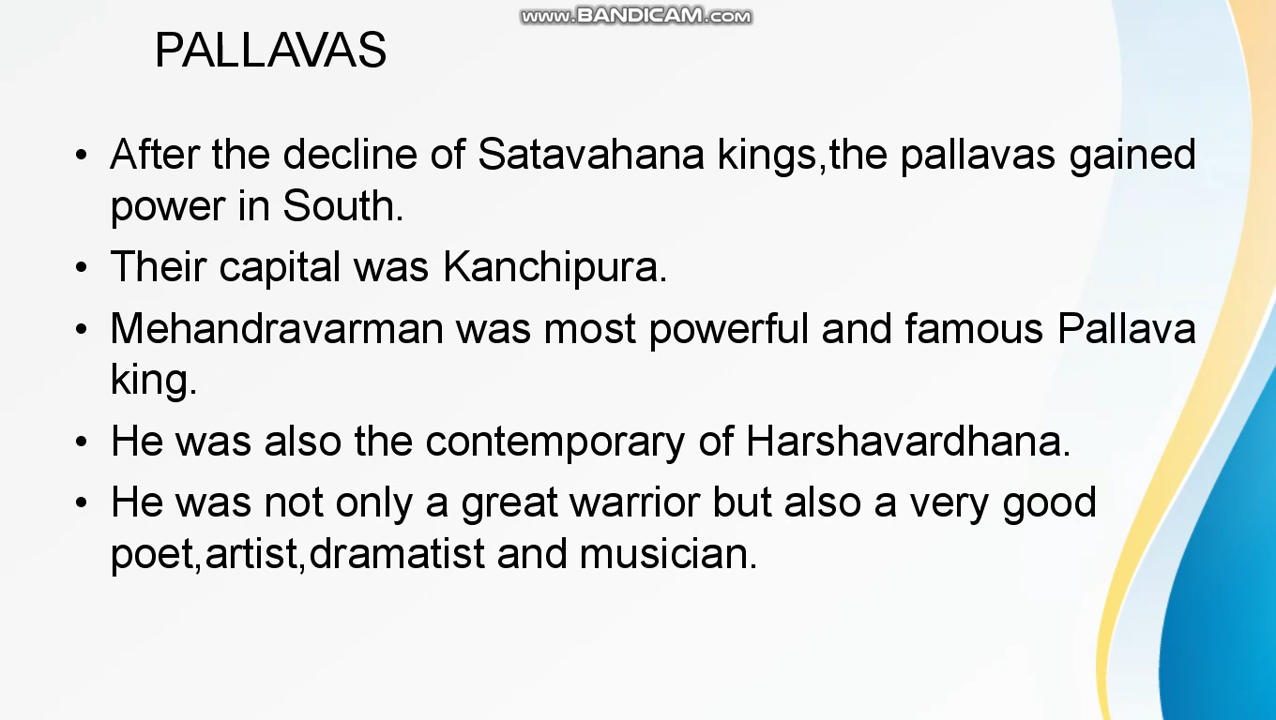 www.BANDICAM.com
PALLAVAS
• After the decline of Satavahana kings,the pallavas gained
power in South.
• Their capital was Kanchipura.
• Mehandravarman was most powerful and famous Pallava
king.
• He was also the contemporary of Harshavardhana.
• He was not only a great warrior but also a very good
poet,artist,dramatist and musician.